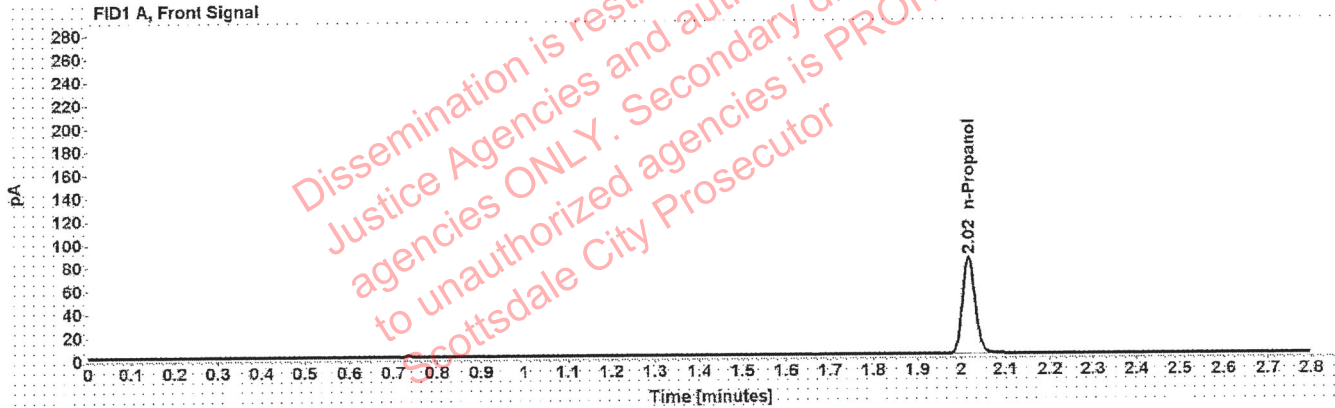 FID1 A, Front Signal
280
260
240
220
200
180
160
140
120
100
80
60
40
20
0
pA
2.02 n-Propanol
0 0.1 0.2 0.3 0.4 0.5 0.6 0.7 0.8 0.9 1 1.1 1.2 1.3 1.4 1.5 1.6 1.7 1.8 1.9 2 2.1 2.2 2.3 2.4 2.5 2.6 2.7 2.8
Time [minutes]
Dissemination is
Justice Agencies and
agencies ONLY. Secondary
to unauthorized agencies is
Scottsdale City Prosecutor